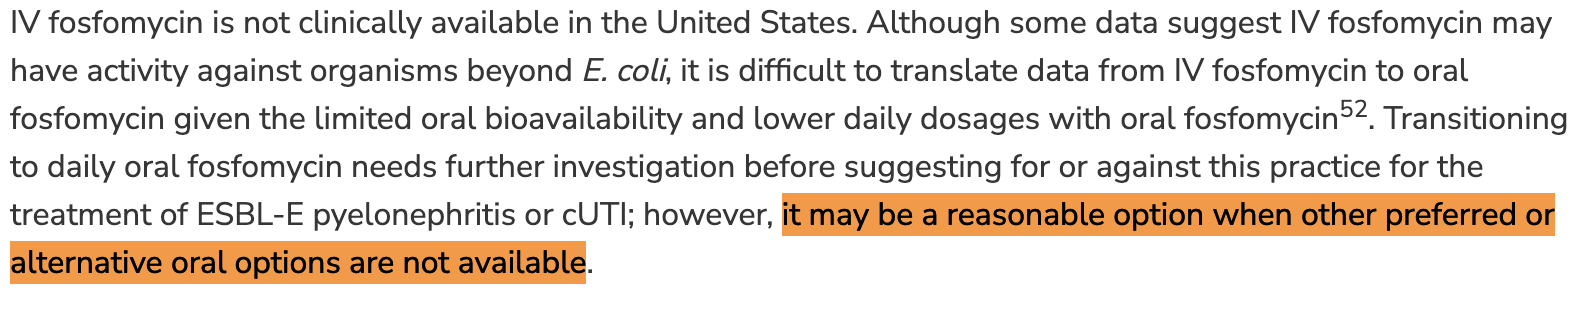 IV fosfomycin is not clinically available in the United States. Although some data suggest IV fosfomycin may
have activity against organisms beyond E. coli, it is difficult to translate data from IV fosfomycin to oral
fosfomycin given the limited oral bioavailability and lower daily dosages with oral fosfomycin52. Transitioning
to daily oral fosfomycin needs further investigation before suggesting for or against this practice for the
treatment of ESBL-E pyelonephritis or cUTI; however, it may be a reasonable option when other preferred or
alternative oral options are not available.